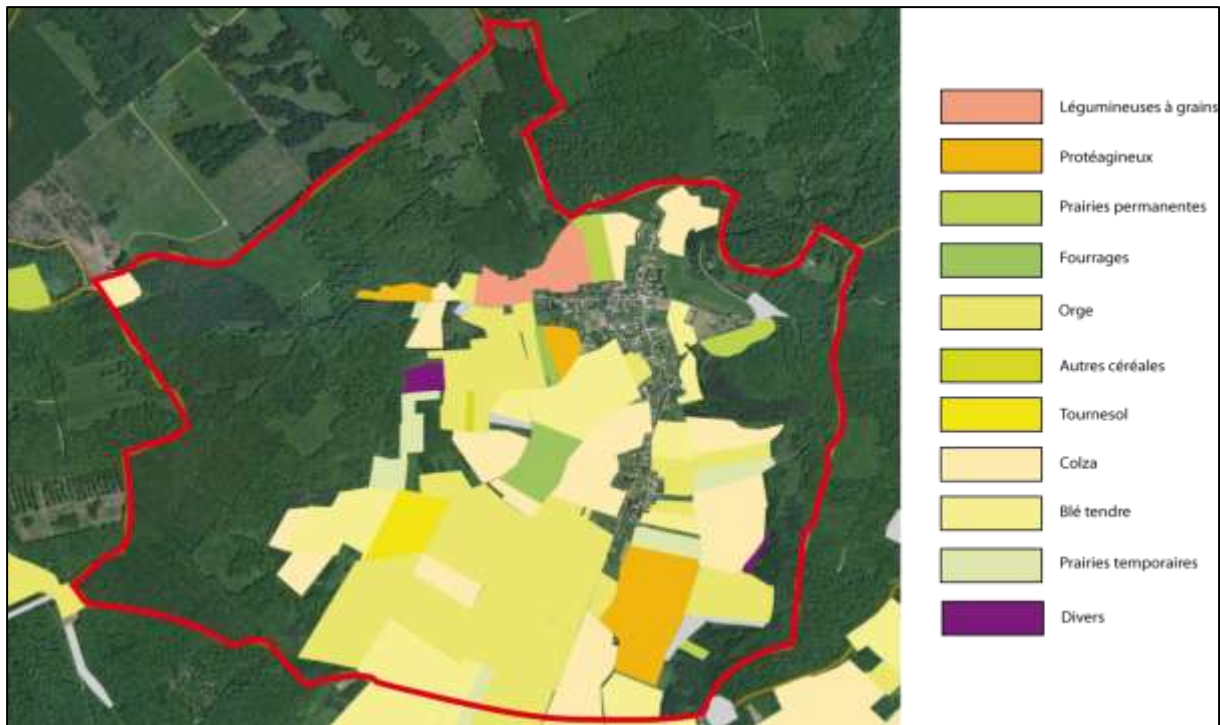 Légumineuses à grains
Protéagineux
Prairies permanentes
Fourrages
Orge
Autres céréales
Tournesol
Colza
Blé tendre
Prairies temporaires
Divers